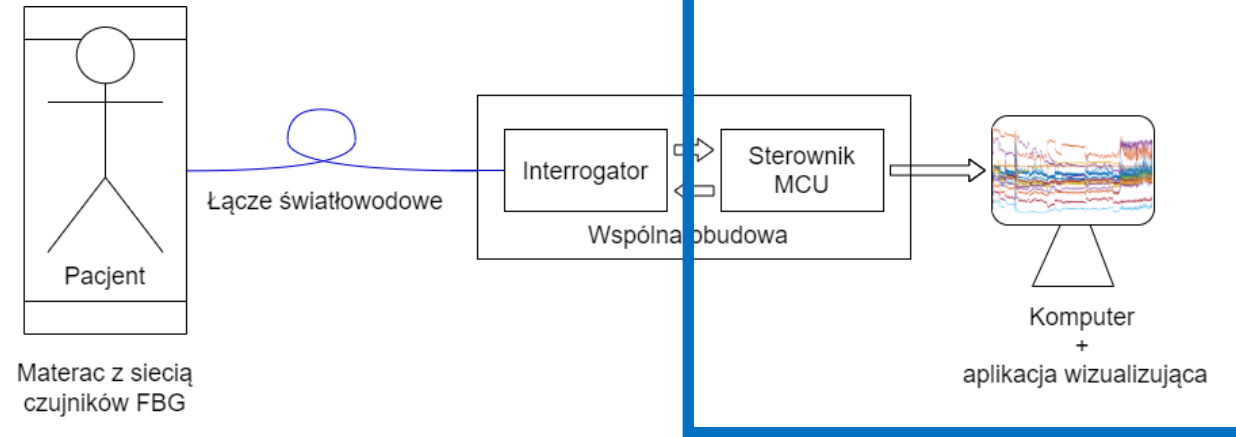 Pacjent
Materac z siecią
czujników FBG
Łącze światłowodowe
Interrogator
Sterownik
MCU
Wspólna obudowa
Komputer
+
aplikacja wizualizująca